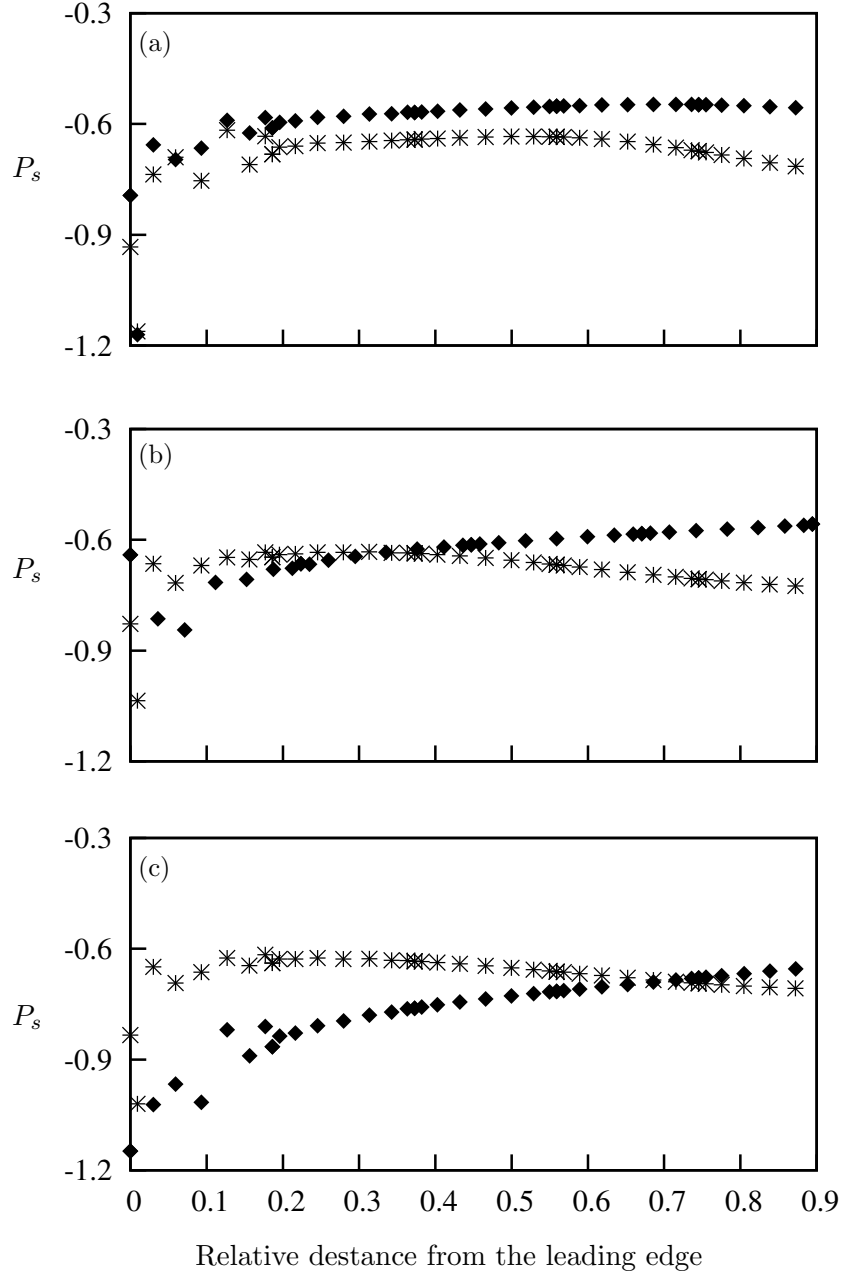 -0.3
(a)
-0.6
P_s
-0.9
-1.2
-0.3
(b)
-0.6
P_s
-0.9
-1.2
-0.3
(c)
-0.6
P_s
-0.9
-1.2
0 0.1 0.2 0.3 0.4 0.5 0.6 0.7 0.8 0.9
Relative destance from the leading edge